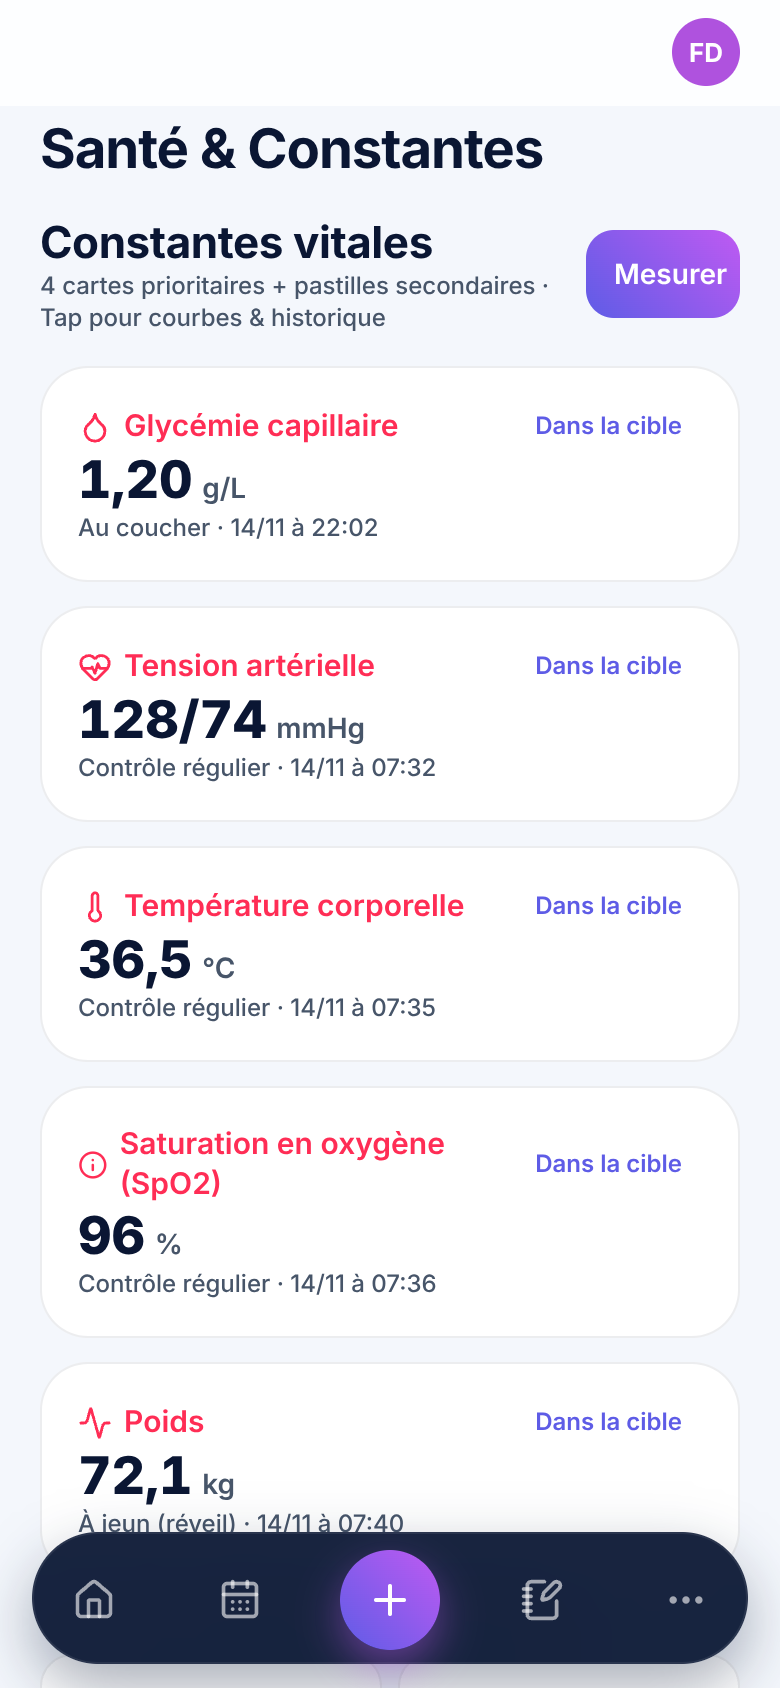 FD
Santé & Constantes
Constantes vitales
4 cartes prioritaires + pastilles secondaires ·
Tap pour courbes & historique
Mesurer
Glycémie capillaire
Dans la cible
1,20 g/L
Au coucher · 14/11 à 22:02
Tension artérielle
Dans la cible
128/74 mmHg
Contrôle régulier · 14/11 à 07:32
Température corporelle
Dans la cible
36,5 °C
Contrôle régulier · 14/11 à 07:35
Saturation en oxygène
(SpO2)
Dans la cible
96 %
Contrôle régulier · 14/11 à 07:36
Poids
Dans la cible
72,1 kg
À jeun (réveil) · 14/11 à 07:40